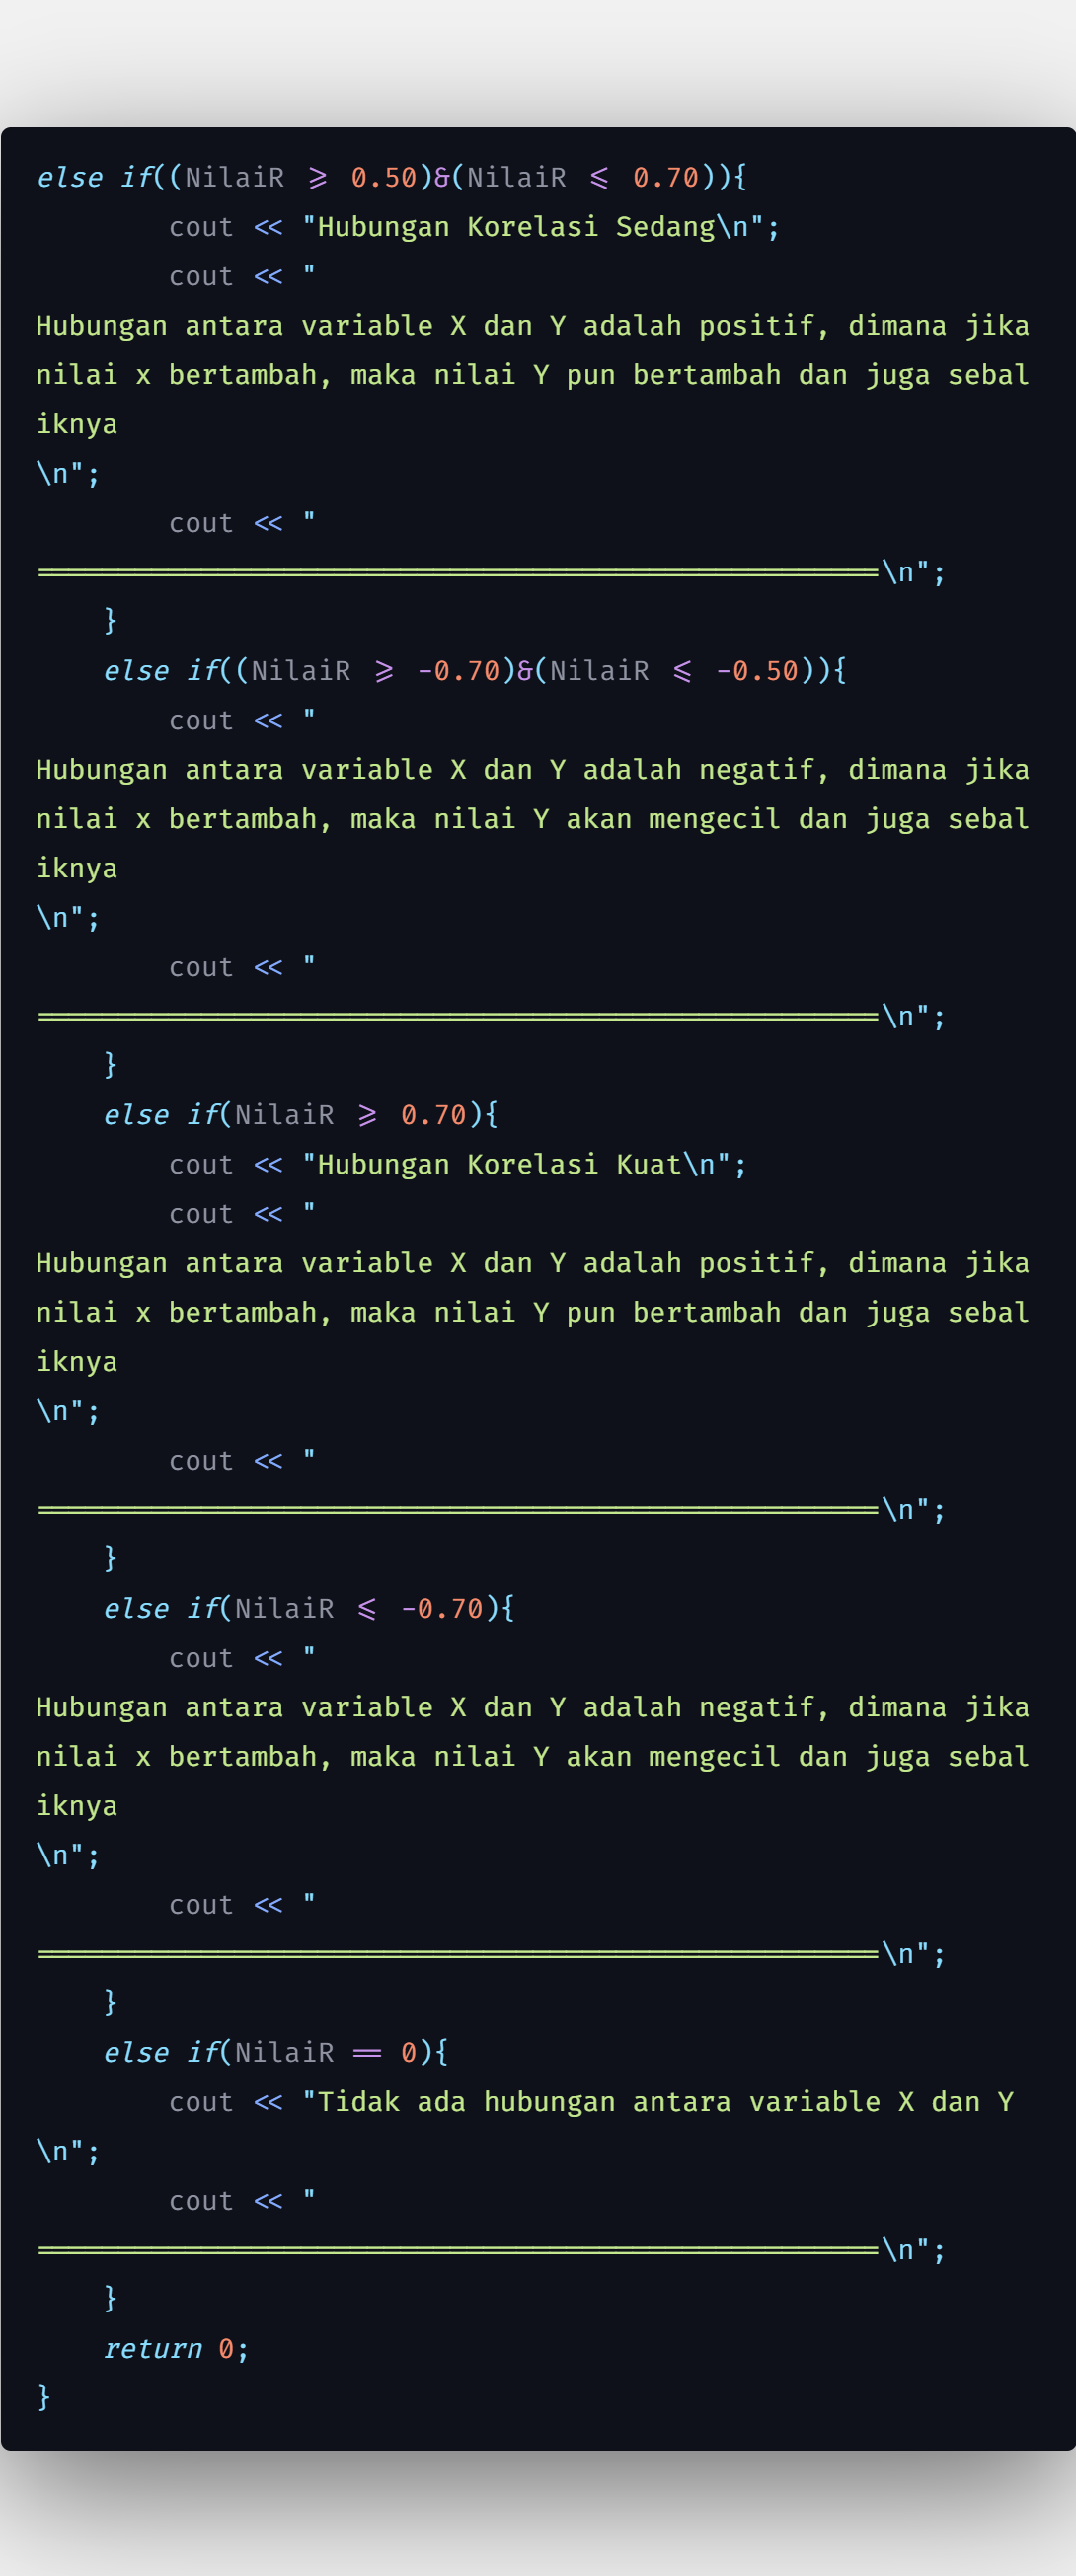 else if((NilaiR >= 0.50)&(NilaiR <= 0.70)){
        cout << "Hubungan Korelasi Sedang\n";
        cout << "
Hubungan antara variable X dan Y adalah positif, dimana jika
nilai x bertambah, maka nilai Y pun bertambah dan juga sebal
iknya
\n";
        cout << "
===================================================\n";
    }
    else if((NilaiR >= -0.70)&(NilaiR <= -0.50)){
        cout << "
Hubungan antara variable X dan Y adalah negatif, dimana jika
nilai x bertambah, maka nilai Y akan mengecil dan juga sebal
iknya
\n";
        cout << "
===================================================\n";
    }
    else if(NilaiR >= 0.70){
        cout << "Hubungan Korelasi Kuat\n";
        cout << "
Hubungan antara variable X dan Y adalah positif, dimana jika
nilai x bertambah, maka nilai Y pun bertambah dan juga sebal
iknya
\n";
        cout << "
===================================================\n";
    }
    else if(NilaiR <= -0.70){
        cout << "
Hubungan antara variable X dan Y adalah negatif, dimana jika
nilai x bertambah, maka nilai Y akan mengecil dan juga sebal
iknya
\n";
        cout << "
===================================================\n";
    }
    else if(NilaiR == 0){
        cout << "Tidak ada hubungan antara variable X dan Y
\n";
        cout << "
===================================================\n";
    }
    return 0;
}